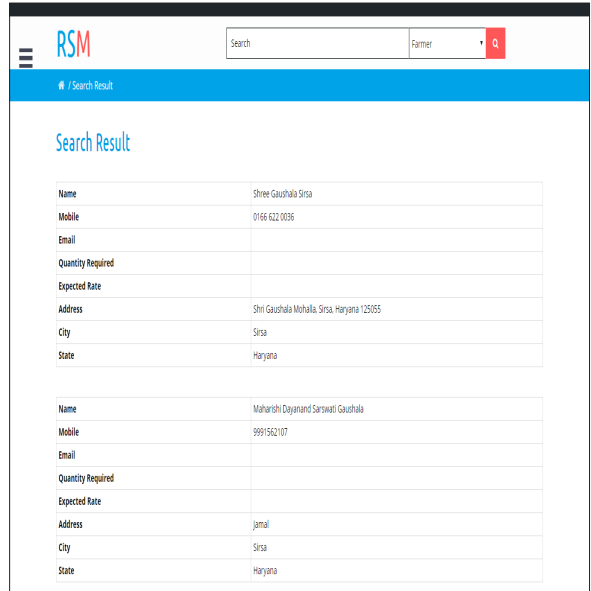 RSM
Search Farmer
/ Search Result
Search Result
Name Shree Gaushala Sirsa
Mobile 0166 622 0036
Email
Quantity Required
Expected Rate
Address Shri Gaushala Mohalla, Sirsa, Haryana 125055
City Sirsa
State Haryana
Name Maharishi Dayanand Sarswati Gaushala
Mobile 9991562107
Email
Quantity Required
Expected Rate
Address Jamal
City Sirsa
State Haryana